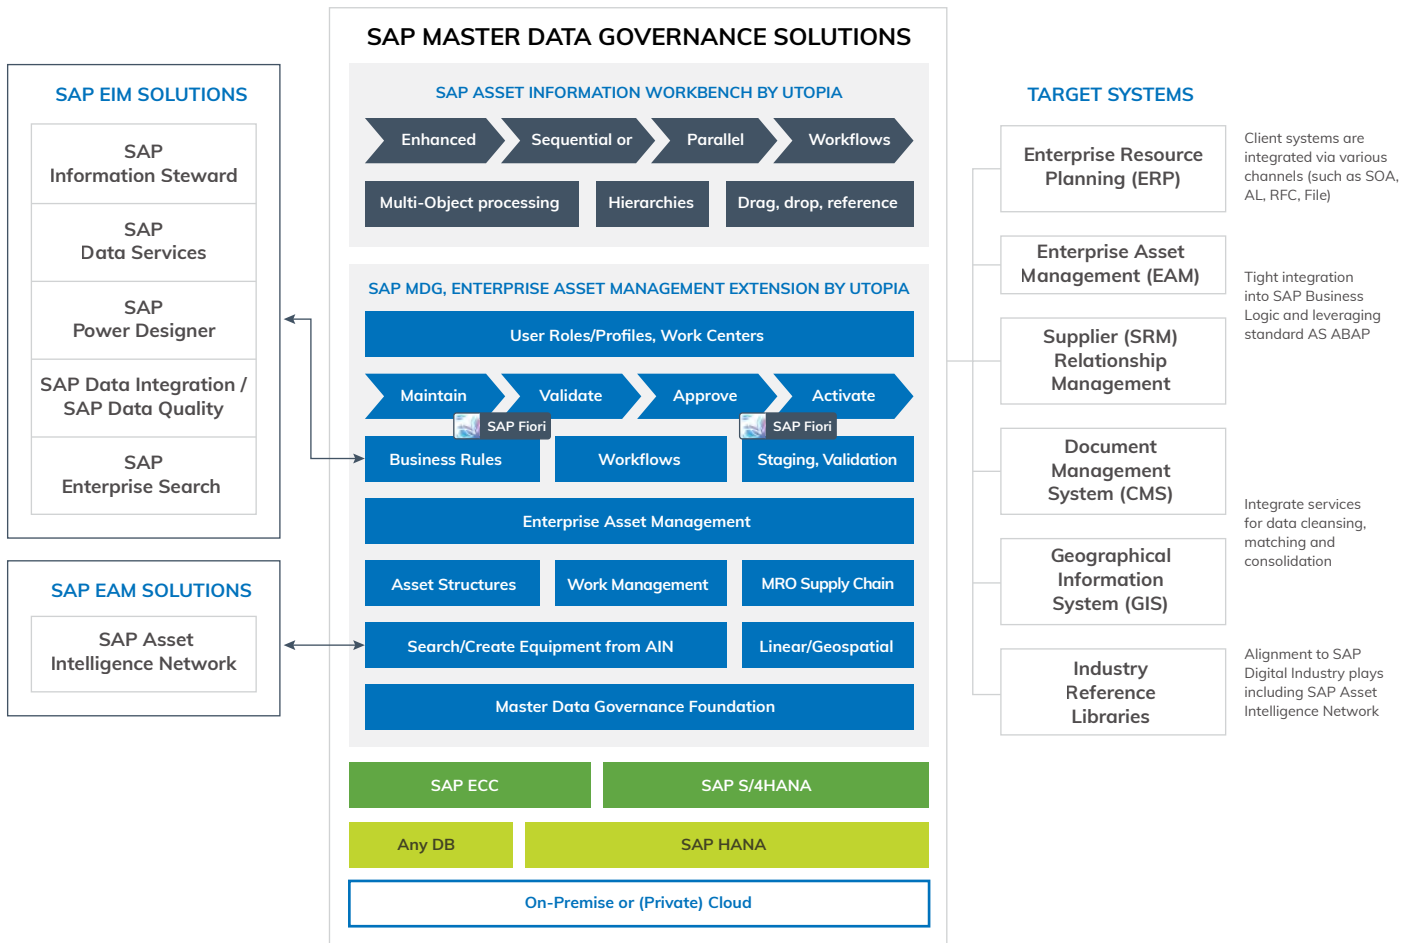 SAP MASTER DATA GOVERNANCE SOLUTIONS
SAP EIM SOLUTIONS
SAP
Information Steward
SAP
Data Services
SAP
Power Designer
SAP Data Integration /
SAP Data Quality
SAP
Enterprise Search
SAP EAM SOLUTIONS
SAP Asset
Intelligence Network
SAP ASSET INFORMATION WORKBENCH BY UTOPIA
Enhanced
Sequential or
Parallel
Workflows
Multi-Object processing
Hierarchies
Drag, drop, reference
SAP MDG, ENTERPRISE ASSET MANAGEMENT EXTENSION BY UTOPIA
User Roles/Profiles, Work Centers
Maintain
Validate
Approve
Activate
SAP Fiori
SAP Fiori
Business Rules
Workflows
Staging, Validation
Enterprise Asset Management
Asset Structures
Work Management
MRO Supply Chain
Search/Create Equipment from AIN
Linear/Geospatial
Master Data Governance Foundation
SAP ECC
SAP S/4HANA
Any DB
SAP HANA
On-Premise or (Private) Cloud
TARGET SYSTEMS
Enterprise Resource
Planning (ERP)
Enterprise Asset
Management (EAM)
Supplier (SRM)
Relationship
Management
Document
Management
System (CMS)
Geographical
Information
System (GIS)
Industry
Reference
Libraries
Client systems are
integrated via various
channels (such as SOA,
AL, RFC, File)
Tight integration
into SAP Business
Logic and leveraging
standard AS ABAP
Integrate services
for data cleansing,
matching and
consolidation
Alignment to SAP
Digital Industry plays
including SAP Asset
Intelligence Network